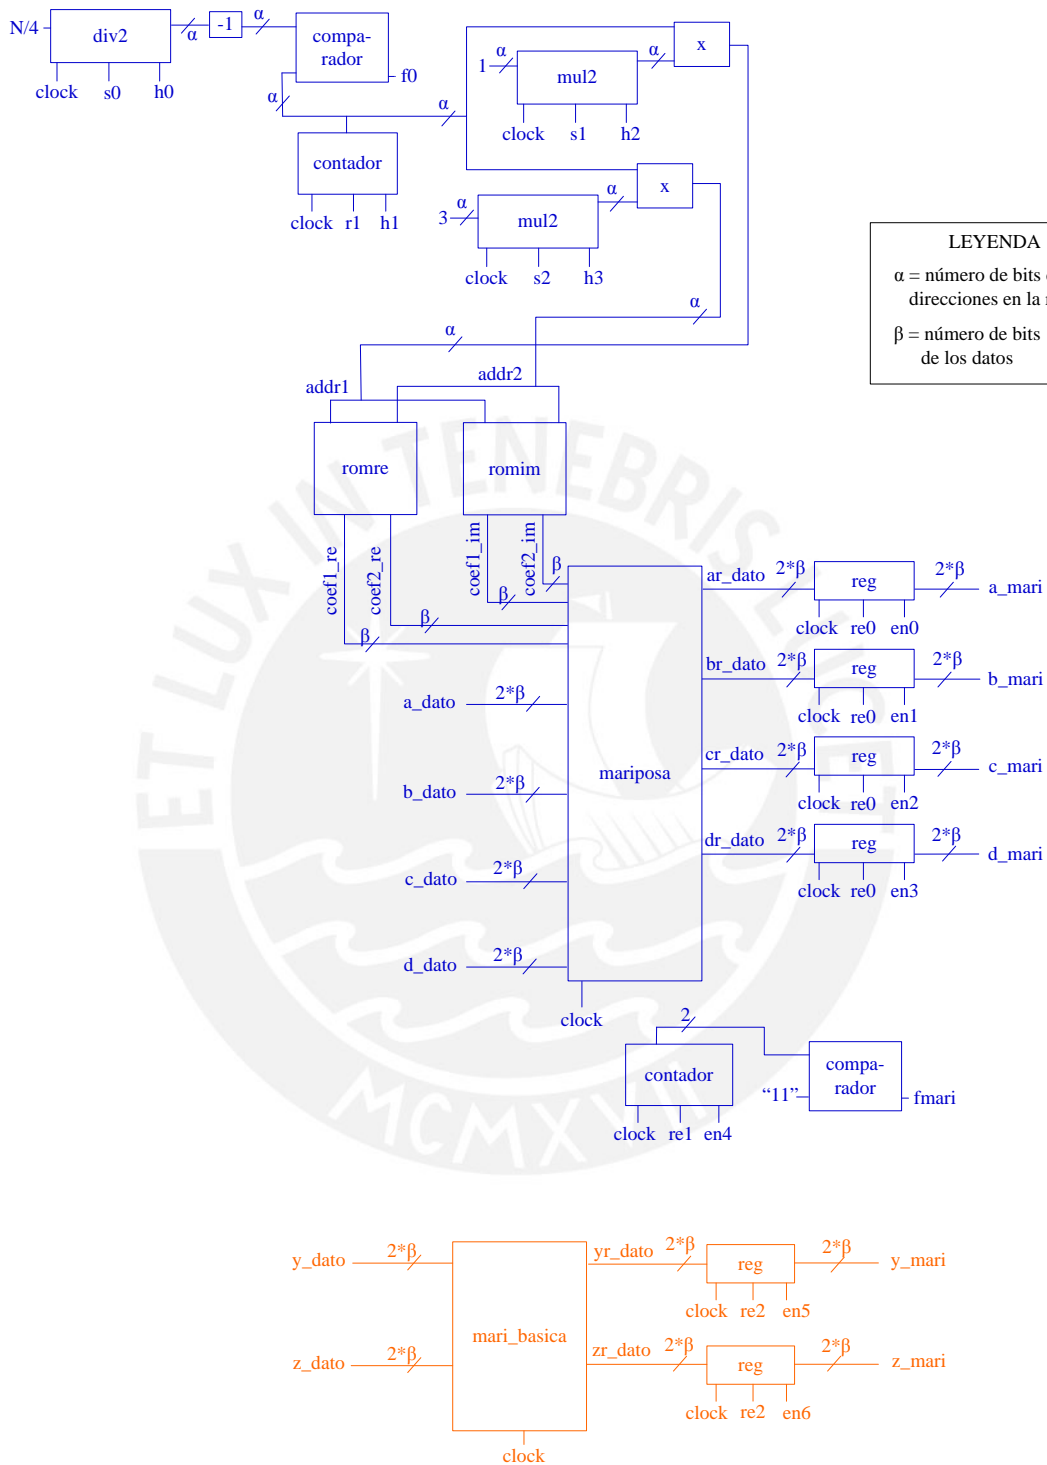 N/4
div2
α
-1
α
compa-
rador
f0
clock s0 h0
α
contador
clock r1 h1
α
1
α
mul2
α
x
clock s1 h2
3
α
mul2
α
x
clock s2 h3
LEYENDA
α = número de bits
direcciones en la
β = número de bits
de los datos
α
α
addr1
addr2
romre
romim
coef1_re
coef2_re
coef1_im
coef2_im
β
β
β
β
mariposa
a_dato 2*β
b_dato 2*β
c_dato 2*β
d_dato 2*β
clock
ar_dato 2*β reg 2*β a_mari
clock re0 en0
br_dato 2*β reg 2*β b_mari
clock re0 en1
cr_dato 2*β reg 2*β c_mari
clock re0 en2
dr_dato 2*β reg 2*β d_mari
clock re0 en3
2
contador
clock re1 en4
compa-
rador
“11”
fmari
y_dato 2*β
z_dato 2*β
mari_basica
clock
yr_dato 2*β reg 2*β y_mari
clock re2 en5
zr_dato 2*β reg 2*β z_mari
clock re2 en6
ET LUX IN TENEBRIS LVCET
MCMXVII